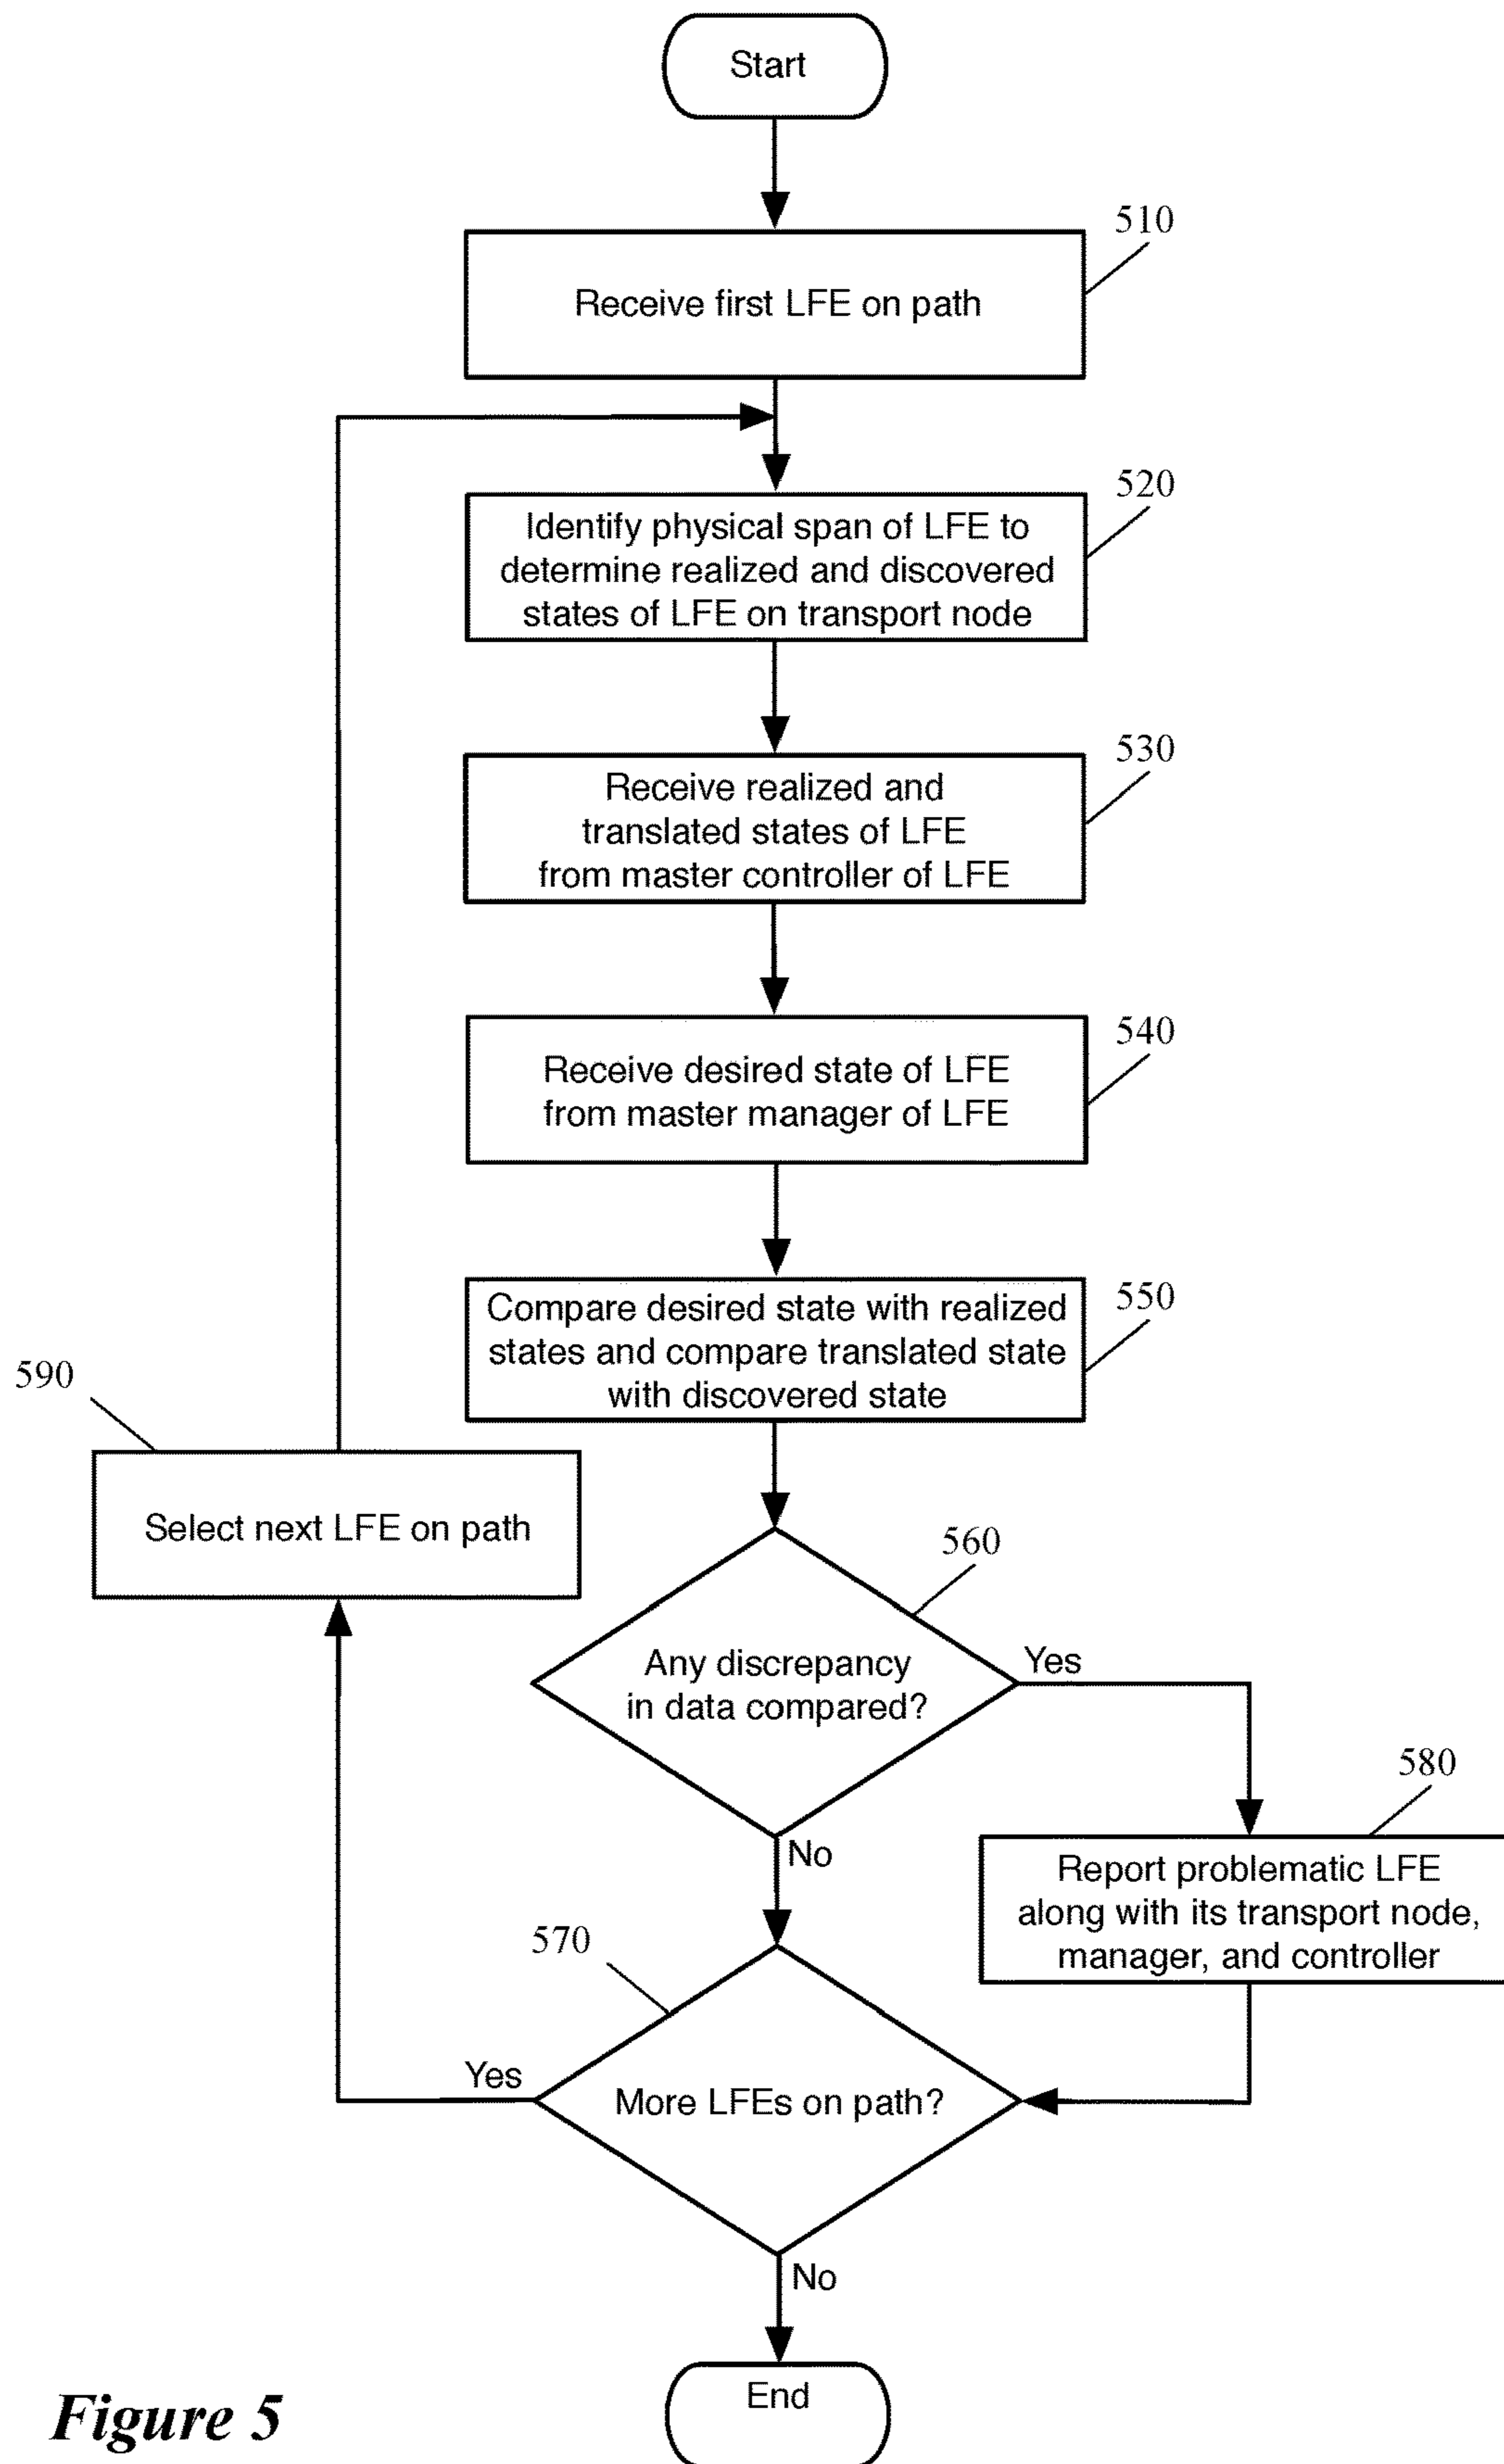 Start
510
Receive first LFE on path
520
Identify physical span of LFE to
determine realized and discovered
states of LFE on transport node
530
Receive realized and
translated states of LFE
from master controller of LFE
540
Receive desired state of LFE
from master manager of LFE
550
Compare desired state with realized
states and compare translated state
with discovered state
590
Select next LFE on path
560
Any discrepancy
in data compared?
Yes
No
580
Report problematic LFE
along with its transport node,
manager, and controller
570
More LFEs on path?
Yes
No
End
Figure 5